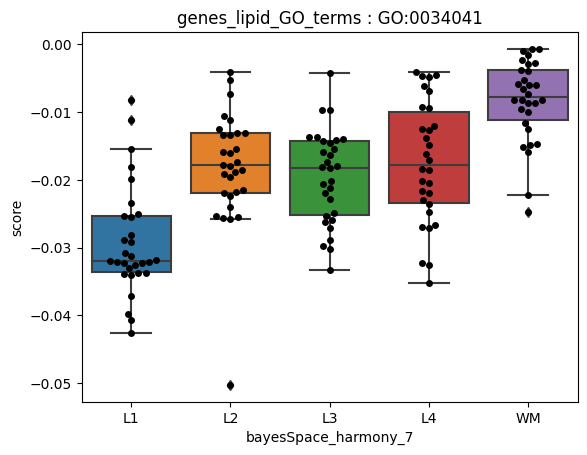 genes_lipid_GO_terms : GO:0034041
score
0.00
−0.01
−0.02
−0.03
−0.04
−0.05
L1 L2 L3 L4 WM
bayesSpace_harmony_7